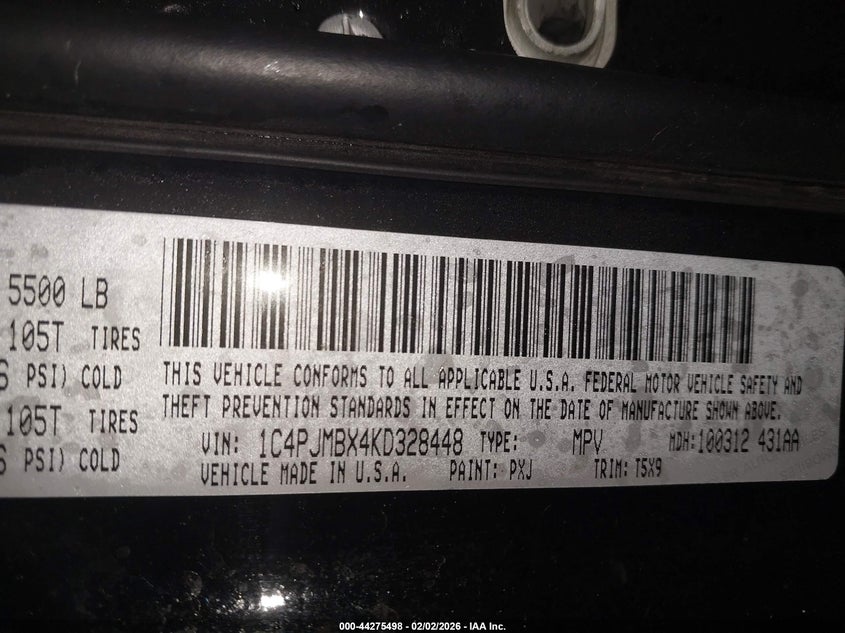 5500 LB
105T TIRES
PSI) COLD
105T TIRES
PSI) COLD
THIS VEHICLE CONFORMS TO ALL APPLICABLE U.S.A. FEDERAL MOTOR VEHICLE SAFETY AND
THEFT PREVENTION STANDARDS IN EFFECT ON THE DATE OF MANUFACTURE SHOWN ABOVE.
VIN: 1C4PJMBX4KD328448 TYPE: MPV MDH:100312 431AA
VEHICLE MADE IN U.S.A. PAINT: PXJ TRIM: T5X9
000-44275498 - 02/02/2026 - IAA Inc.